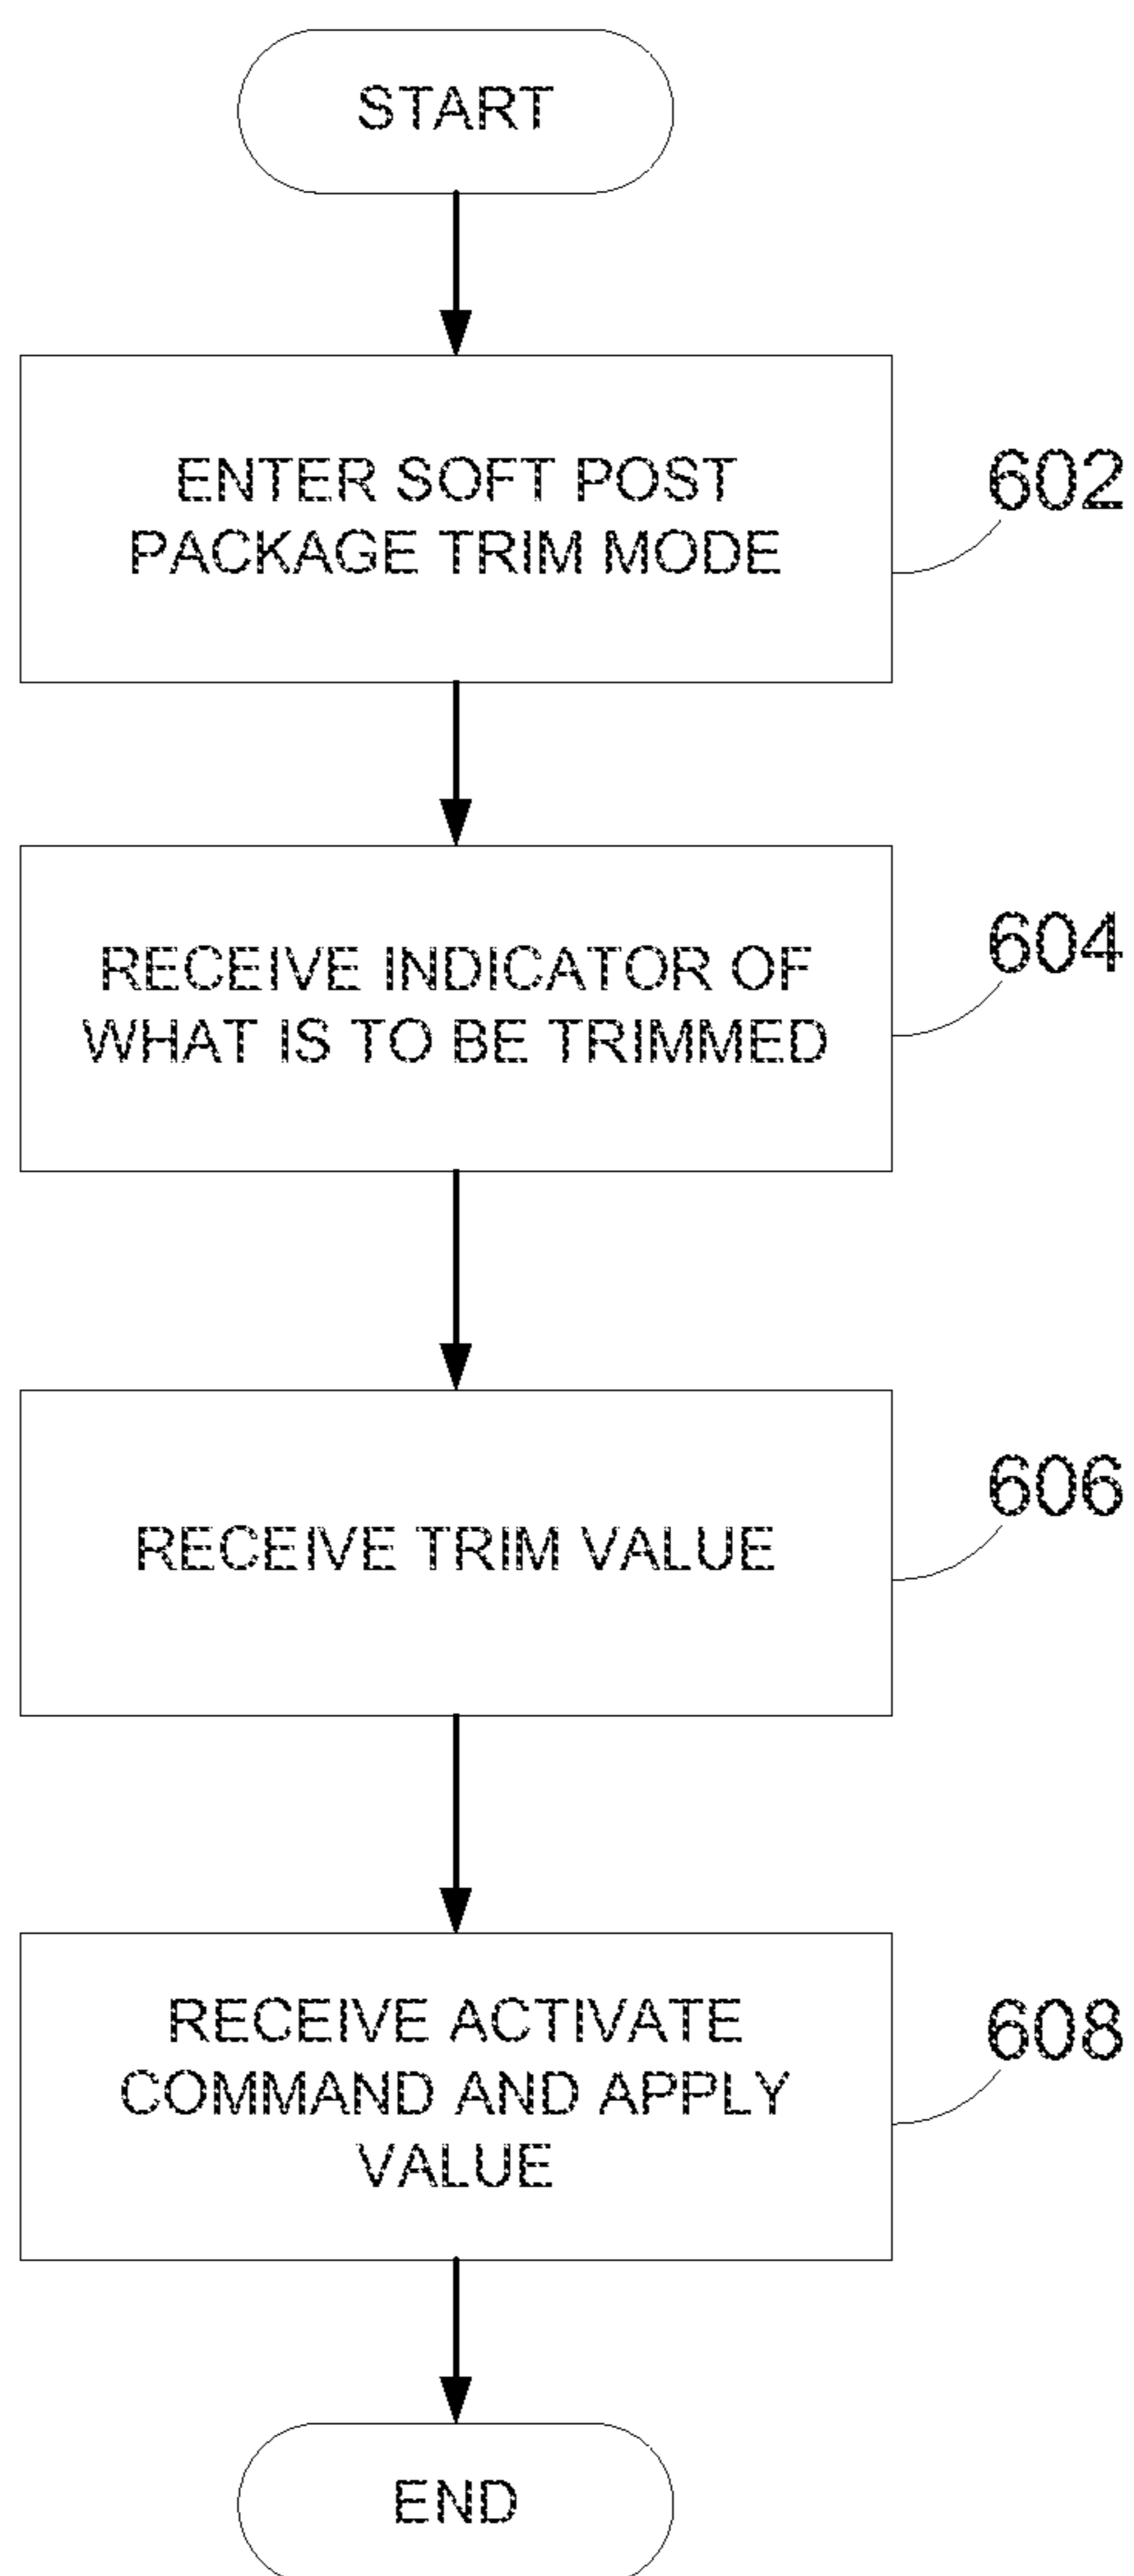 START
ENTER SOFT POST
PACKAGE TRIM MODE
602
RECEIVE INDICATOR OF
WHAT IS TO BE TRIMMED
604
RECEIVE TRIM VALUE
606
RECEIVE ACTIVATE
COMMAND AND APPLY
VALUE
608
END